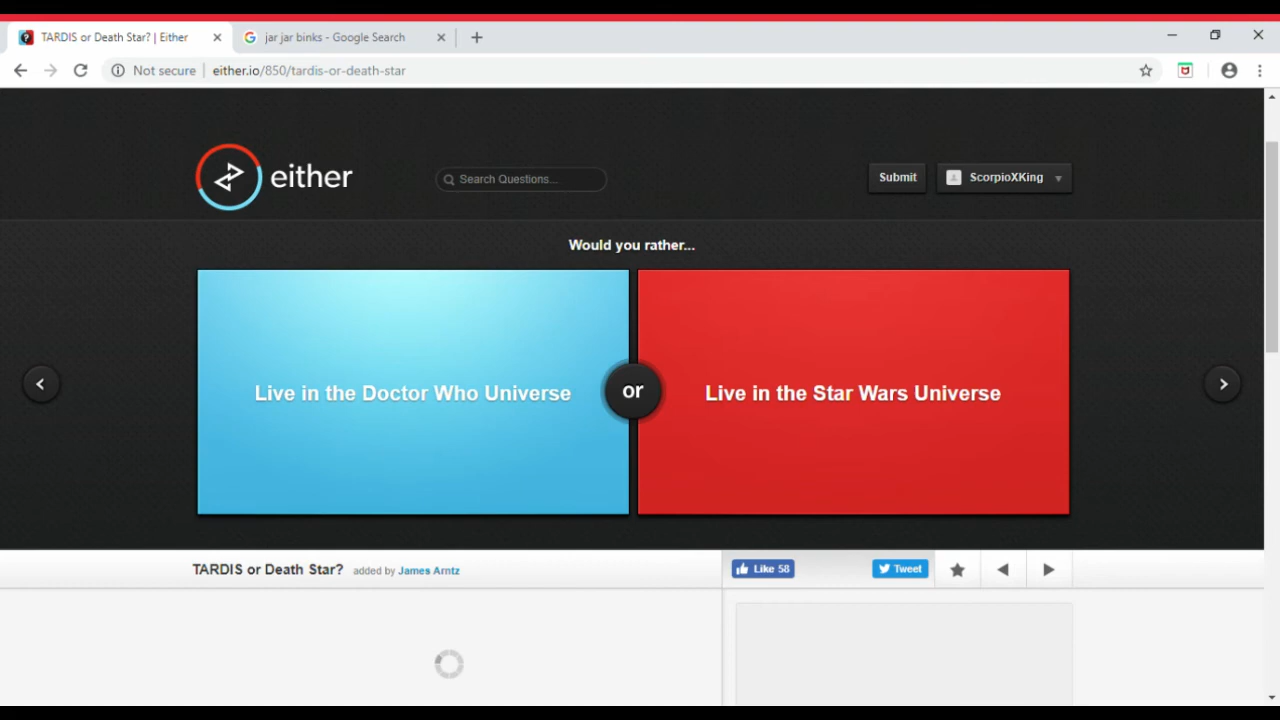 TARDIS or Death Star? | Either
jar jar binks - Google Search
Not secure | either.io/850/tardis-or-death-star
either
Search Questions...
Submit
ScorpioXKing
Would you rather...
Live in the Doctor Who Universe
or
Live in the Star Wars Universe
TARDIS or Death Star? added by James Arntz
Like 58
Tweet